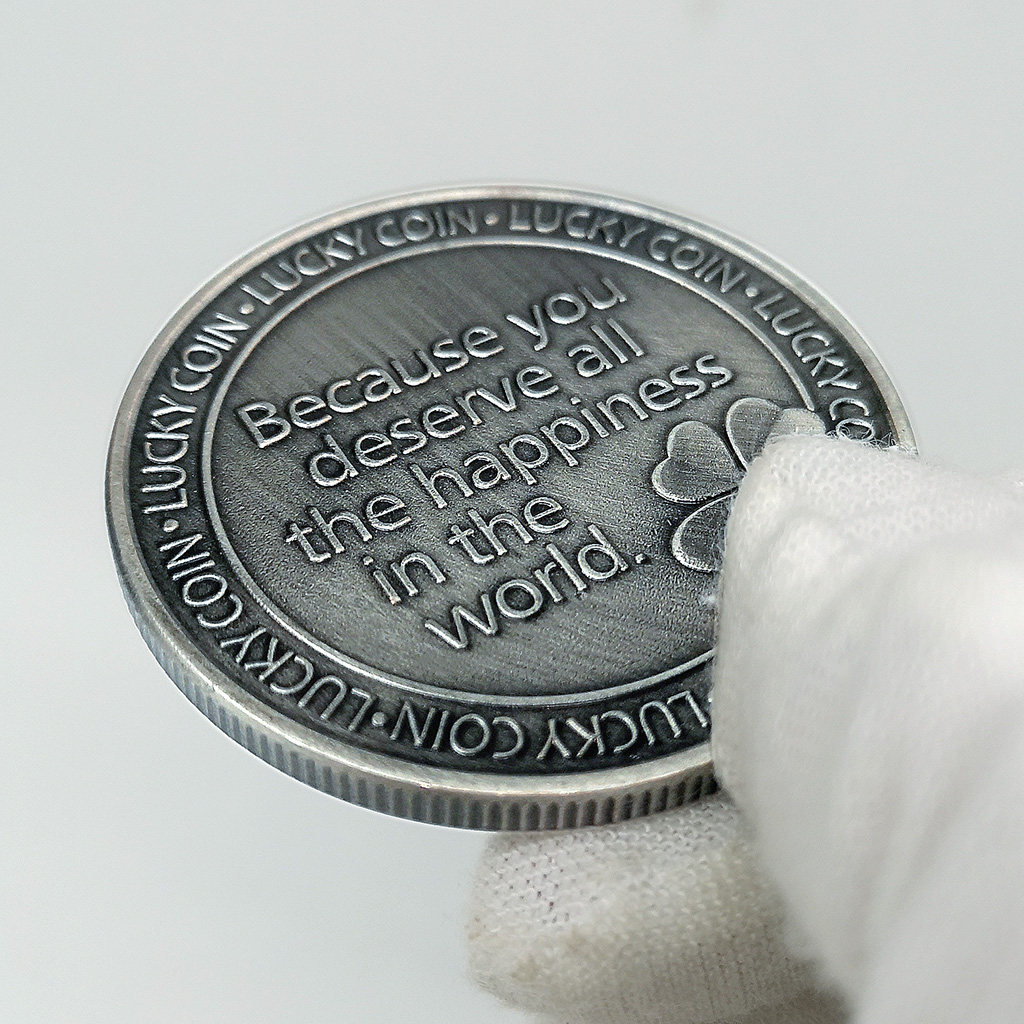 Because you
deserve all
the happiness
in the
world.
LUCKY COIN · LUCKY COIN · LUCKY CO
LUCKY COIN · LUCKY COIN · LUCKY COIN ·